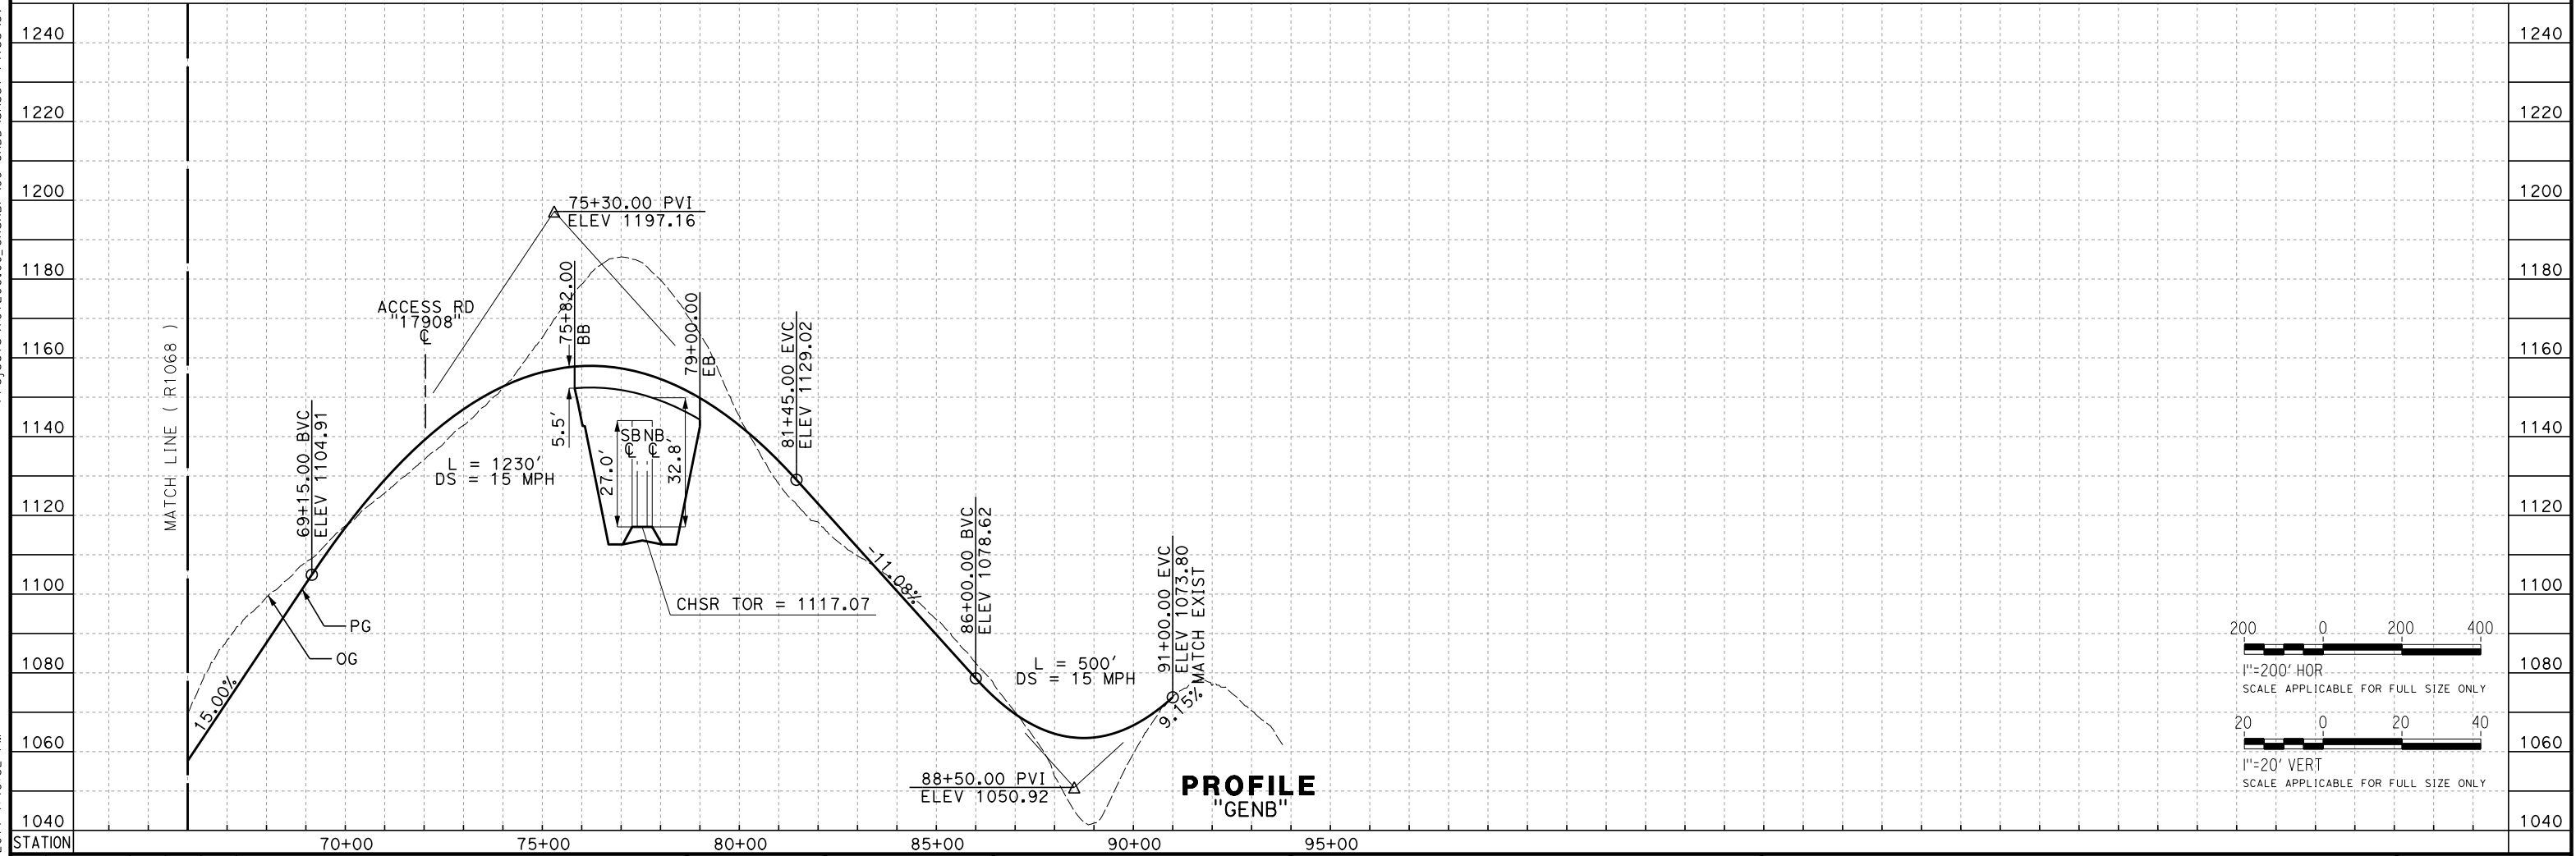 1240
1240
1220
1220
1200
1200
75+30.00 PVI
ELEV 1197.16
1180
1180
75+82.00
BB
79+00.00
EB
ACCESS RD
"17908"
℄
81+45.00 EVC
ELEV 1129.02
1160
1160
MATCH LINE ( R1068 )
69+15.00 BVC
ELEV 1104.91
1140
1140
5.5'
SB NB
℄ ℄
27.0'
32.8'
L = 1230'
DS = 15 MPH
1120
1120
86+00.00 BVC
ELEV 1078.62
91+00.00 EVC
ELEV 1073.80
MATCH EXIST
-11.08%
1100
1100
CHSR TOR = 1117.07
PG
OG
200 0 200 400
1"=200' HOR
SCALE APPLICABLE FOR FULL SIZE ONLY
L = 500'
DS = 15 MPH
1080
1080
15.00%
9.15%
20 0 20 40
1"=20' VERT
SCALE APPLICABLE FOR FULL SIZE ONLY
1060
1060
88+50.00 PVI
ELEV 1050.92
PROFILE
"GENB"
1040
1040
STATION 70+00 75+00 80+00 85+00 90+00 95+00